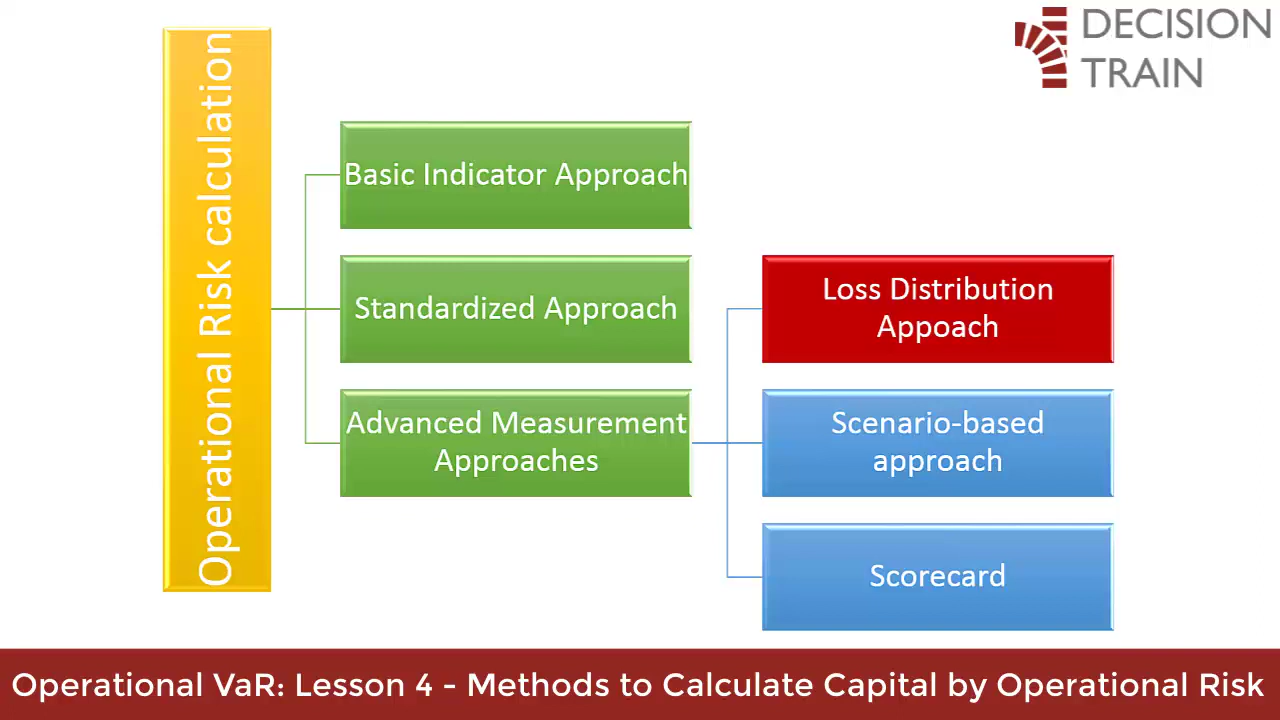 DECISION
TRAIN
Operational Risk calculation
Basic Indicator Approach
Standardized Approach
Advanced Measurement
Approaches
Loss Distribution
Appoach
Scenario-based
approach
Scorecard
Operational VaR: Lesson 4 - Methods to Calculate Capital by Operational Risk